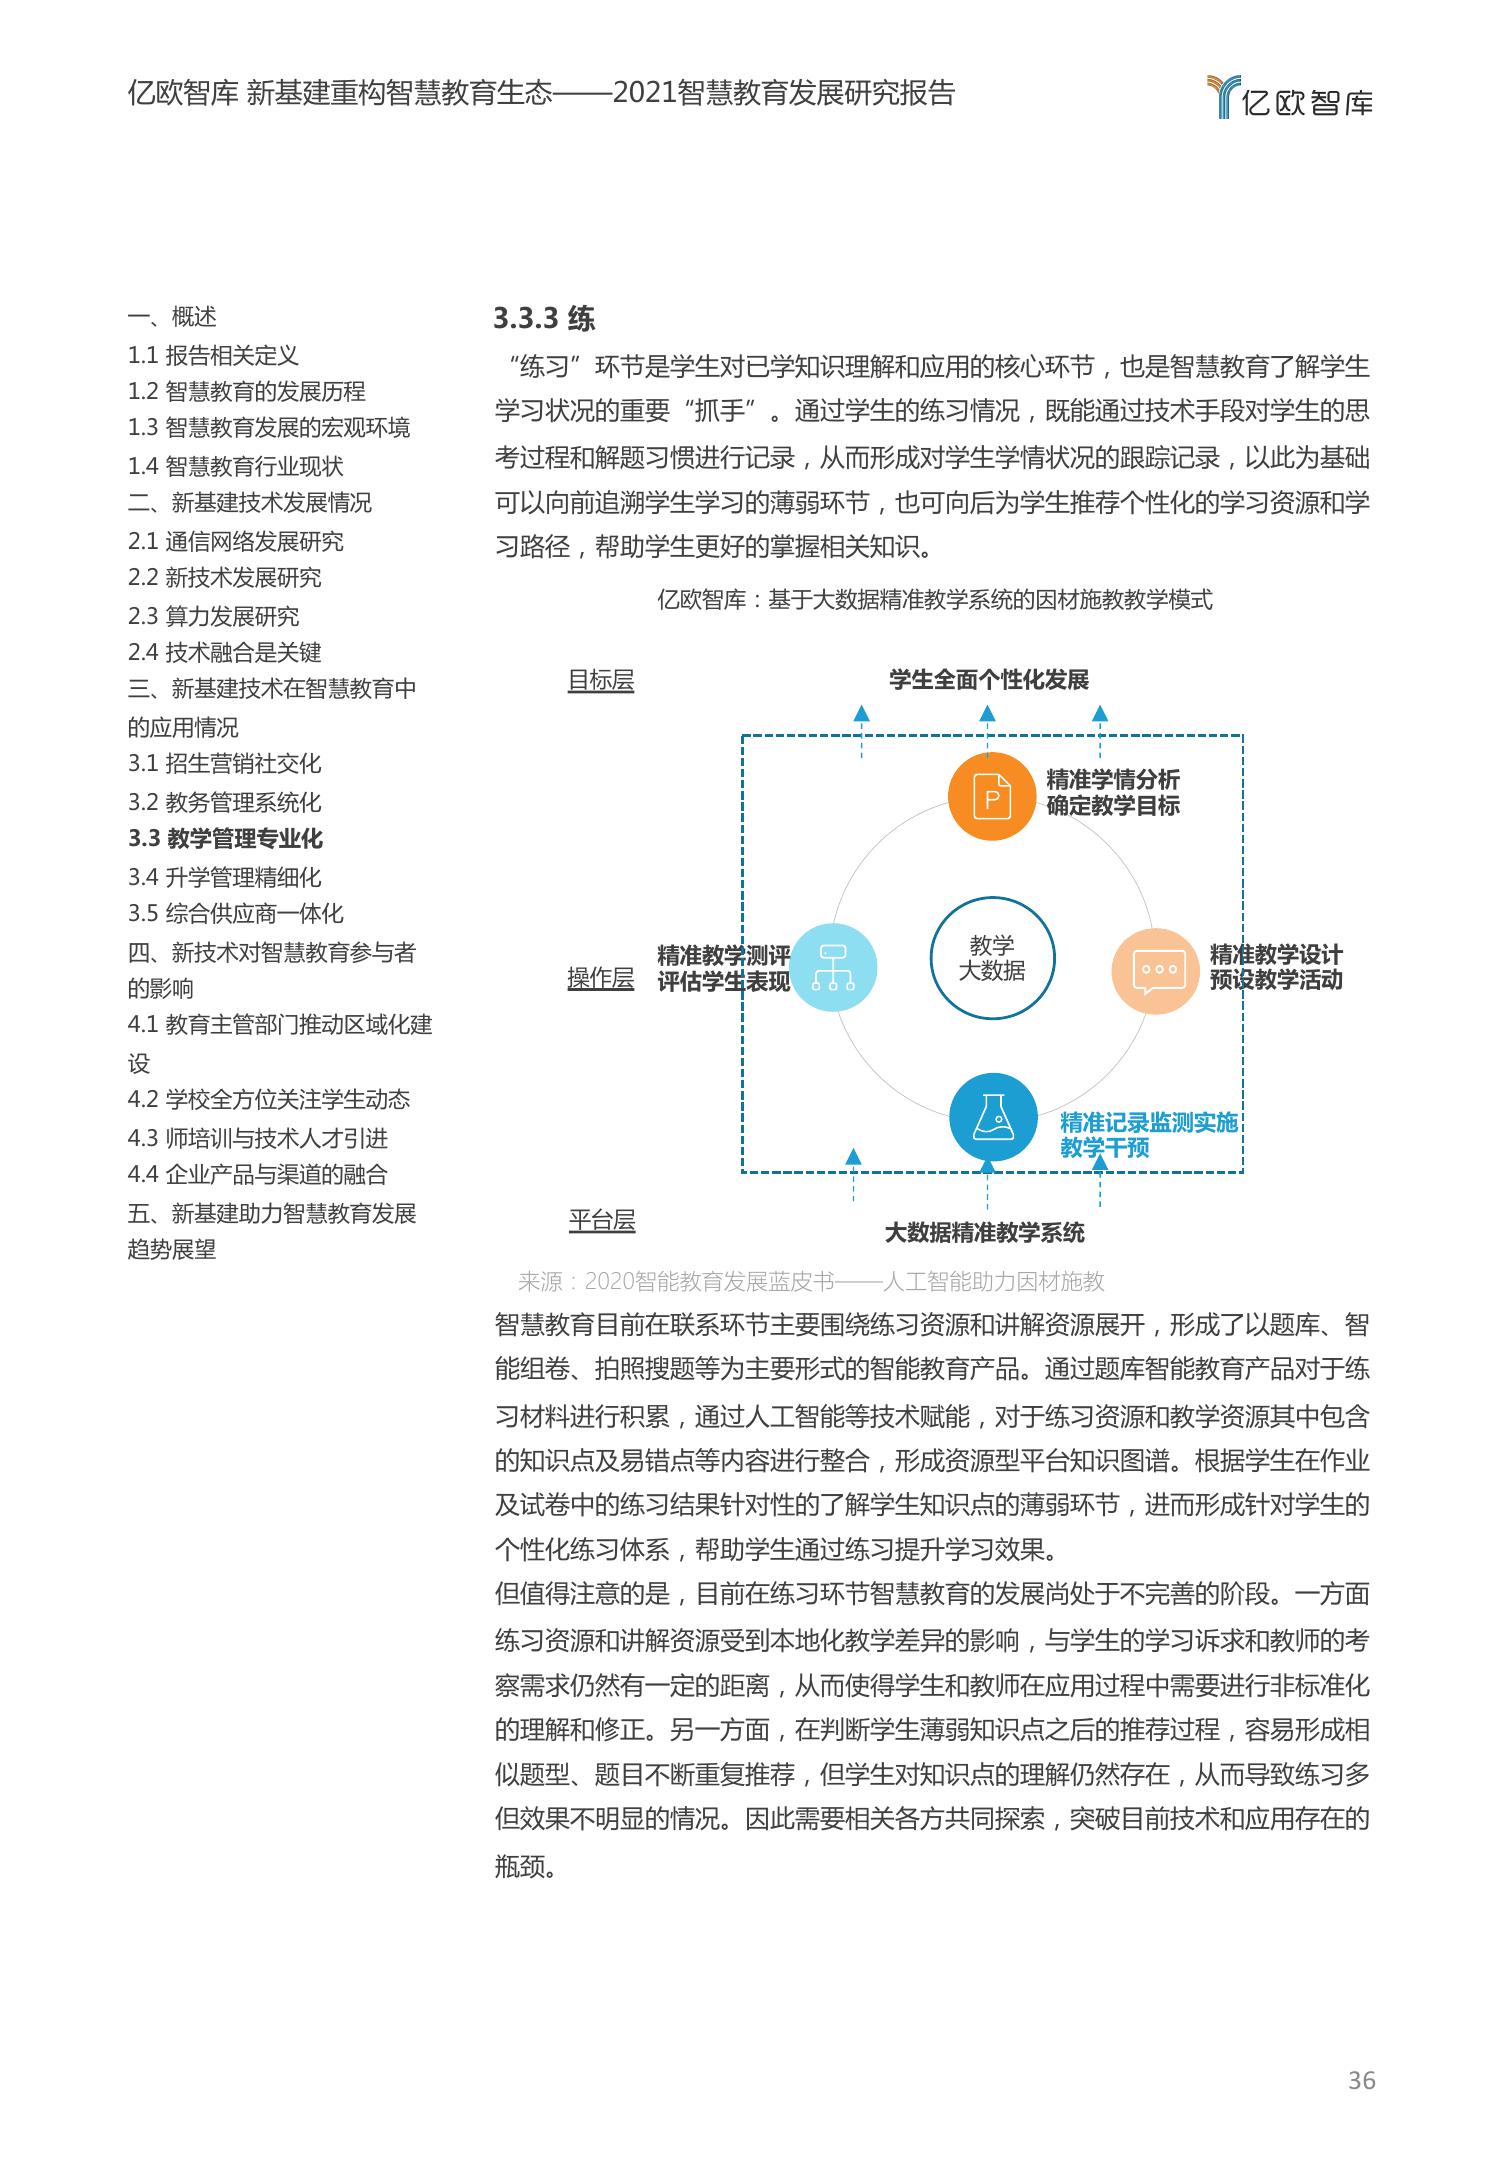 亿欧智库 新基建重构智慧教育生态——2021智慧教育发展研究报告
亿欧智库
一、概述
1.1 报告相关定义
1.2 智慧教育的发展历程
1.3 智慧教育发展的宏观环境
1.4 智慧教育行业现状
二、新基建技术发展情况
2.1 通信网络发展研究
2.2 新技术发展研究
2.3 算力发展研究
2.4 技术融合是关键
三、新基建技术在智慧教育中
的应用情况
3.1 招生营销社交化
3.2 教务管理系统化
3.3 教学管理专业化
3.4 升学管理精细化
3.5 综合供应商一体化
四、新技术对智慧教育参与者
的影响
4.1 教育主管部门推动区域化建
设
4.2 学校全方位关注学生动态
4.3 师培训与技术人才引进
4.4 企业产品与渠道的融合
五、新基建助力智慧教育发展
趋势展望
3.3.3 练
“练习”环节是学生对已学知识理解和应用的核心环节，也是智慧教育了解学生
学习状况的重要“抓手”。通过学生的练习情况，既能通过技术手段对学生的思
考过程和解题习惯进行记录，从而形成对学生学情状况的跟踪记录，以此为基础
可以向前追溯学生学习的薄弱环节，也可向后为学生推荐个性化的学习资源和学
习路径，帮助学生更好的掌握相关知识。
亿欧智库：基于大数据精准教学系统的因材施教教学模式
目标层
学生全面个性化发展
P
精准学情分析
确定教学目标
操作层
精准教学测评
评估学生表现
教学
大数据
精准教学设计
预设教学活动
精准记录监测实施
教学干预
平台层
大数据精准教学系统
来源：2020智能教育发展蓝皮书——人工智能助力因材施教
智慧教育目前在联系环节主要围绕练习资源和讲解资源展开，形成了以题库、智
能组卷、拍照搜题等为主要形式的智能教育产品。通过题库智能教育产品对于练
习材料进行积累，通过人工智能等技术赋能，对于练习资源和教学资源其中包含
的知识点及易错点等内容进行整合，形成资源型平台知识图谱。根据学生在作业
及试卷中的练习结果针对性的了解学生知识点的薄弱环节，进而形成针对学生的
个性化练习体系，帮助学生通过练习提升学习效果。
但值得注意的是，目前在练习环节智慧教育的发展尚处于不完善的阶段。一方面
练习资源和讲解资源受到本地化教学差异的影响，与学生的学习诉求和教师的考
察需求仍然有一定的距离，从而使得学生和教师在应用过程中需要进行非标准化
的理解和修正。另一方面，在判断学生薄弱知识点之后的推荐过程，容易形成相
似题型、题目不断重复推荐，但学生对知识点的理解仍然存在，从而导致练习多
但效果不明显的情况。因此需要相关各方共同探索，突破目前技术和应用存在的
瓶颈。
36